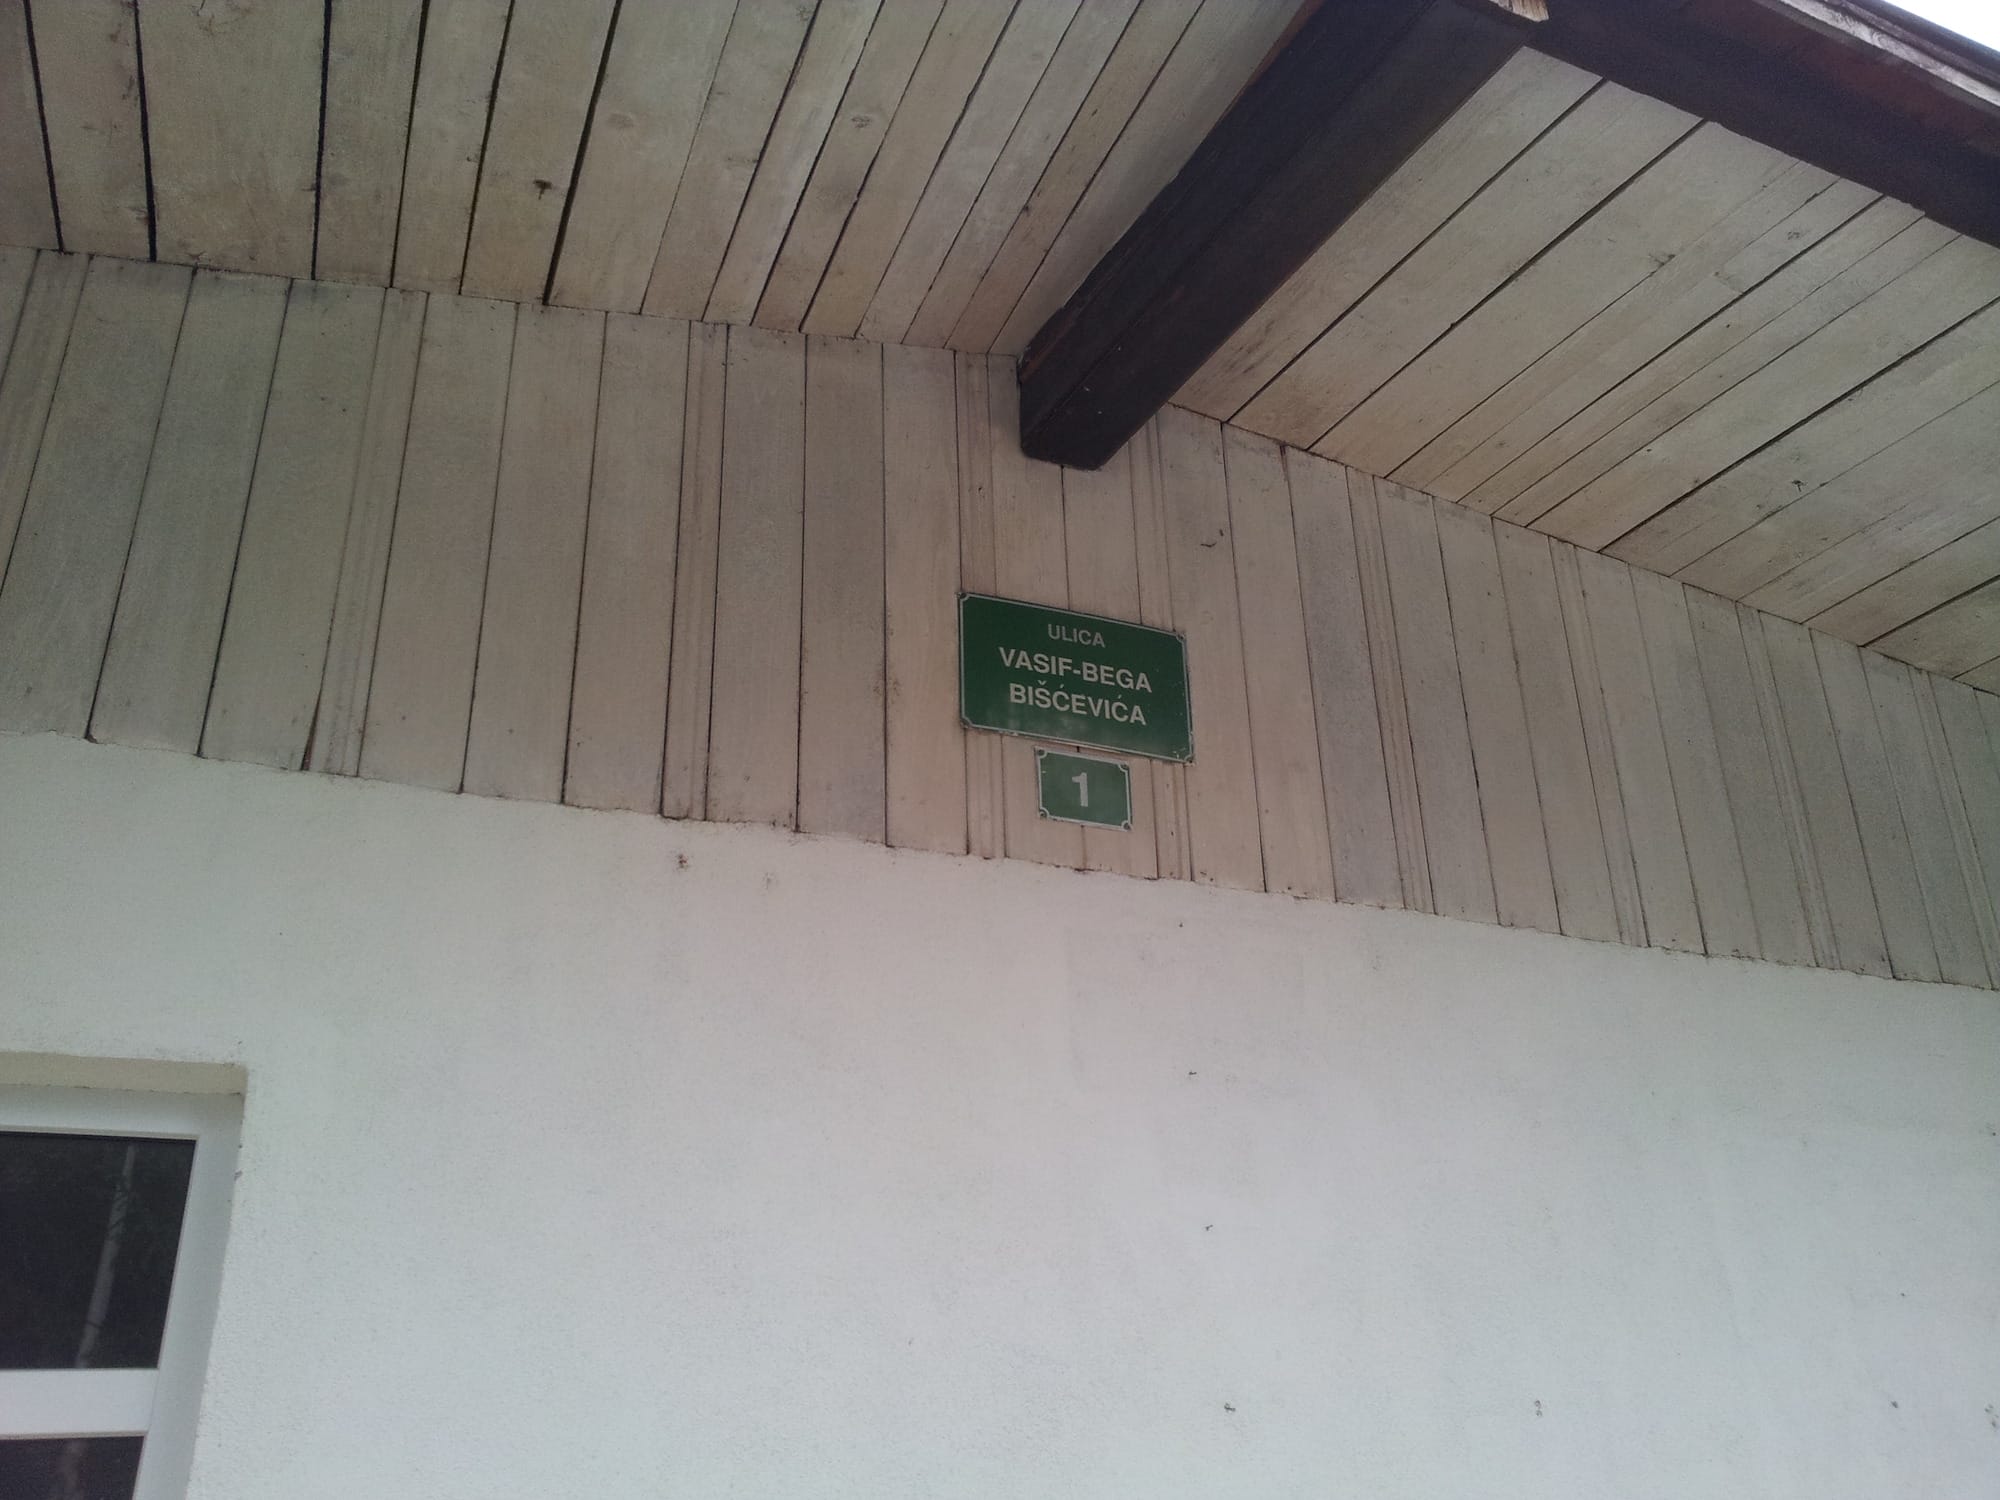 ULICA
VASIF-BEGA
BIŠĆEVIĆA
1